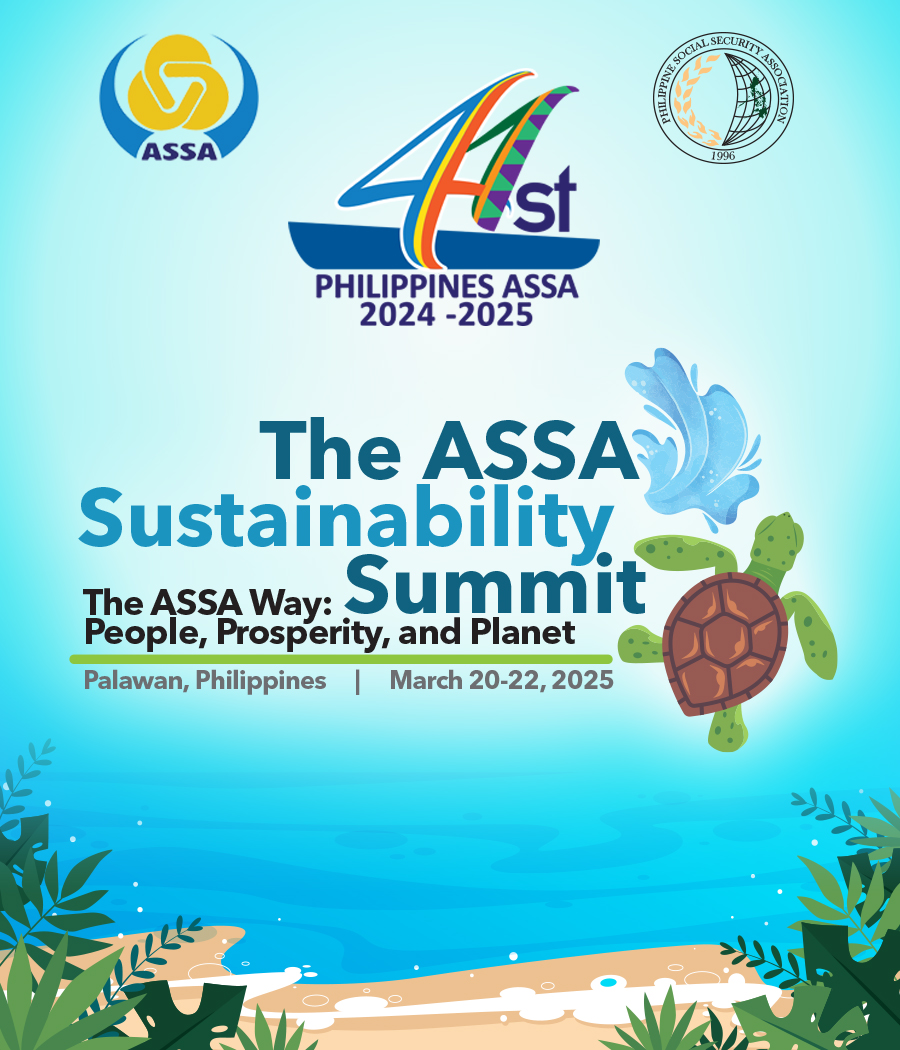 ASSA
41st
PHILIPPINES ASSA
2024 -2025
PHILIPPINE SOCIAL SECURITY ASSOCIATION
1996
The ASSA
Sustainability
Summit
The ASSA Way:
People, Prosperity, and Planet
Palawan, Philippines | March 20-22, 2025